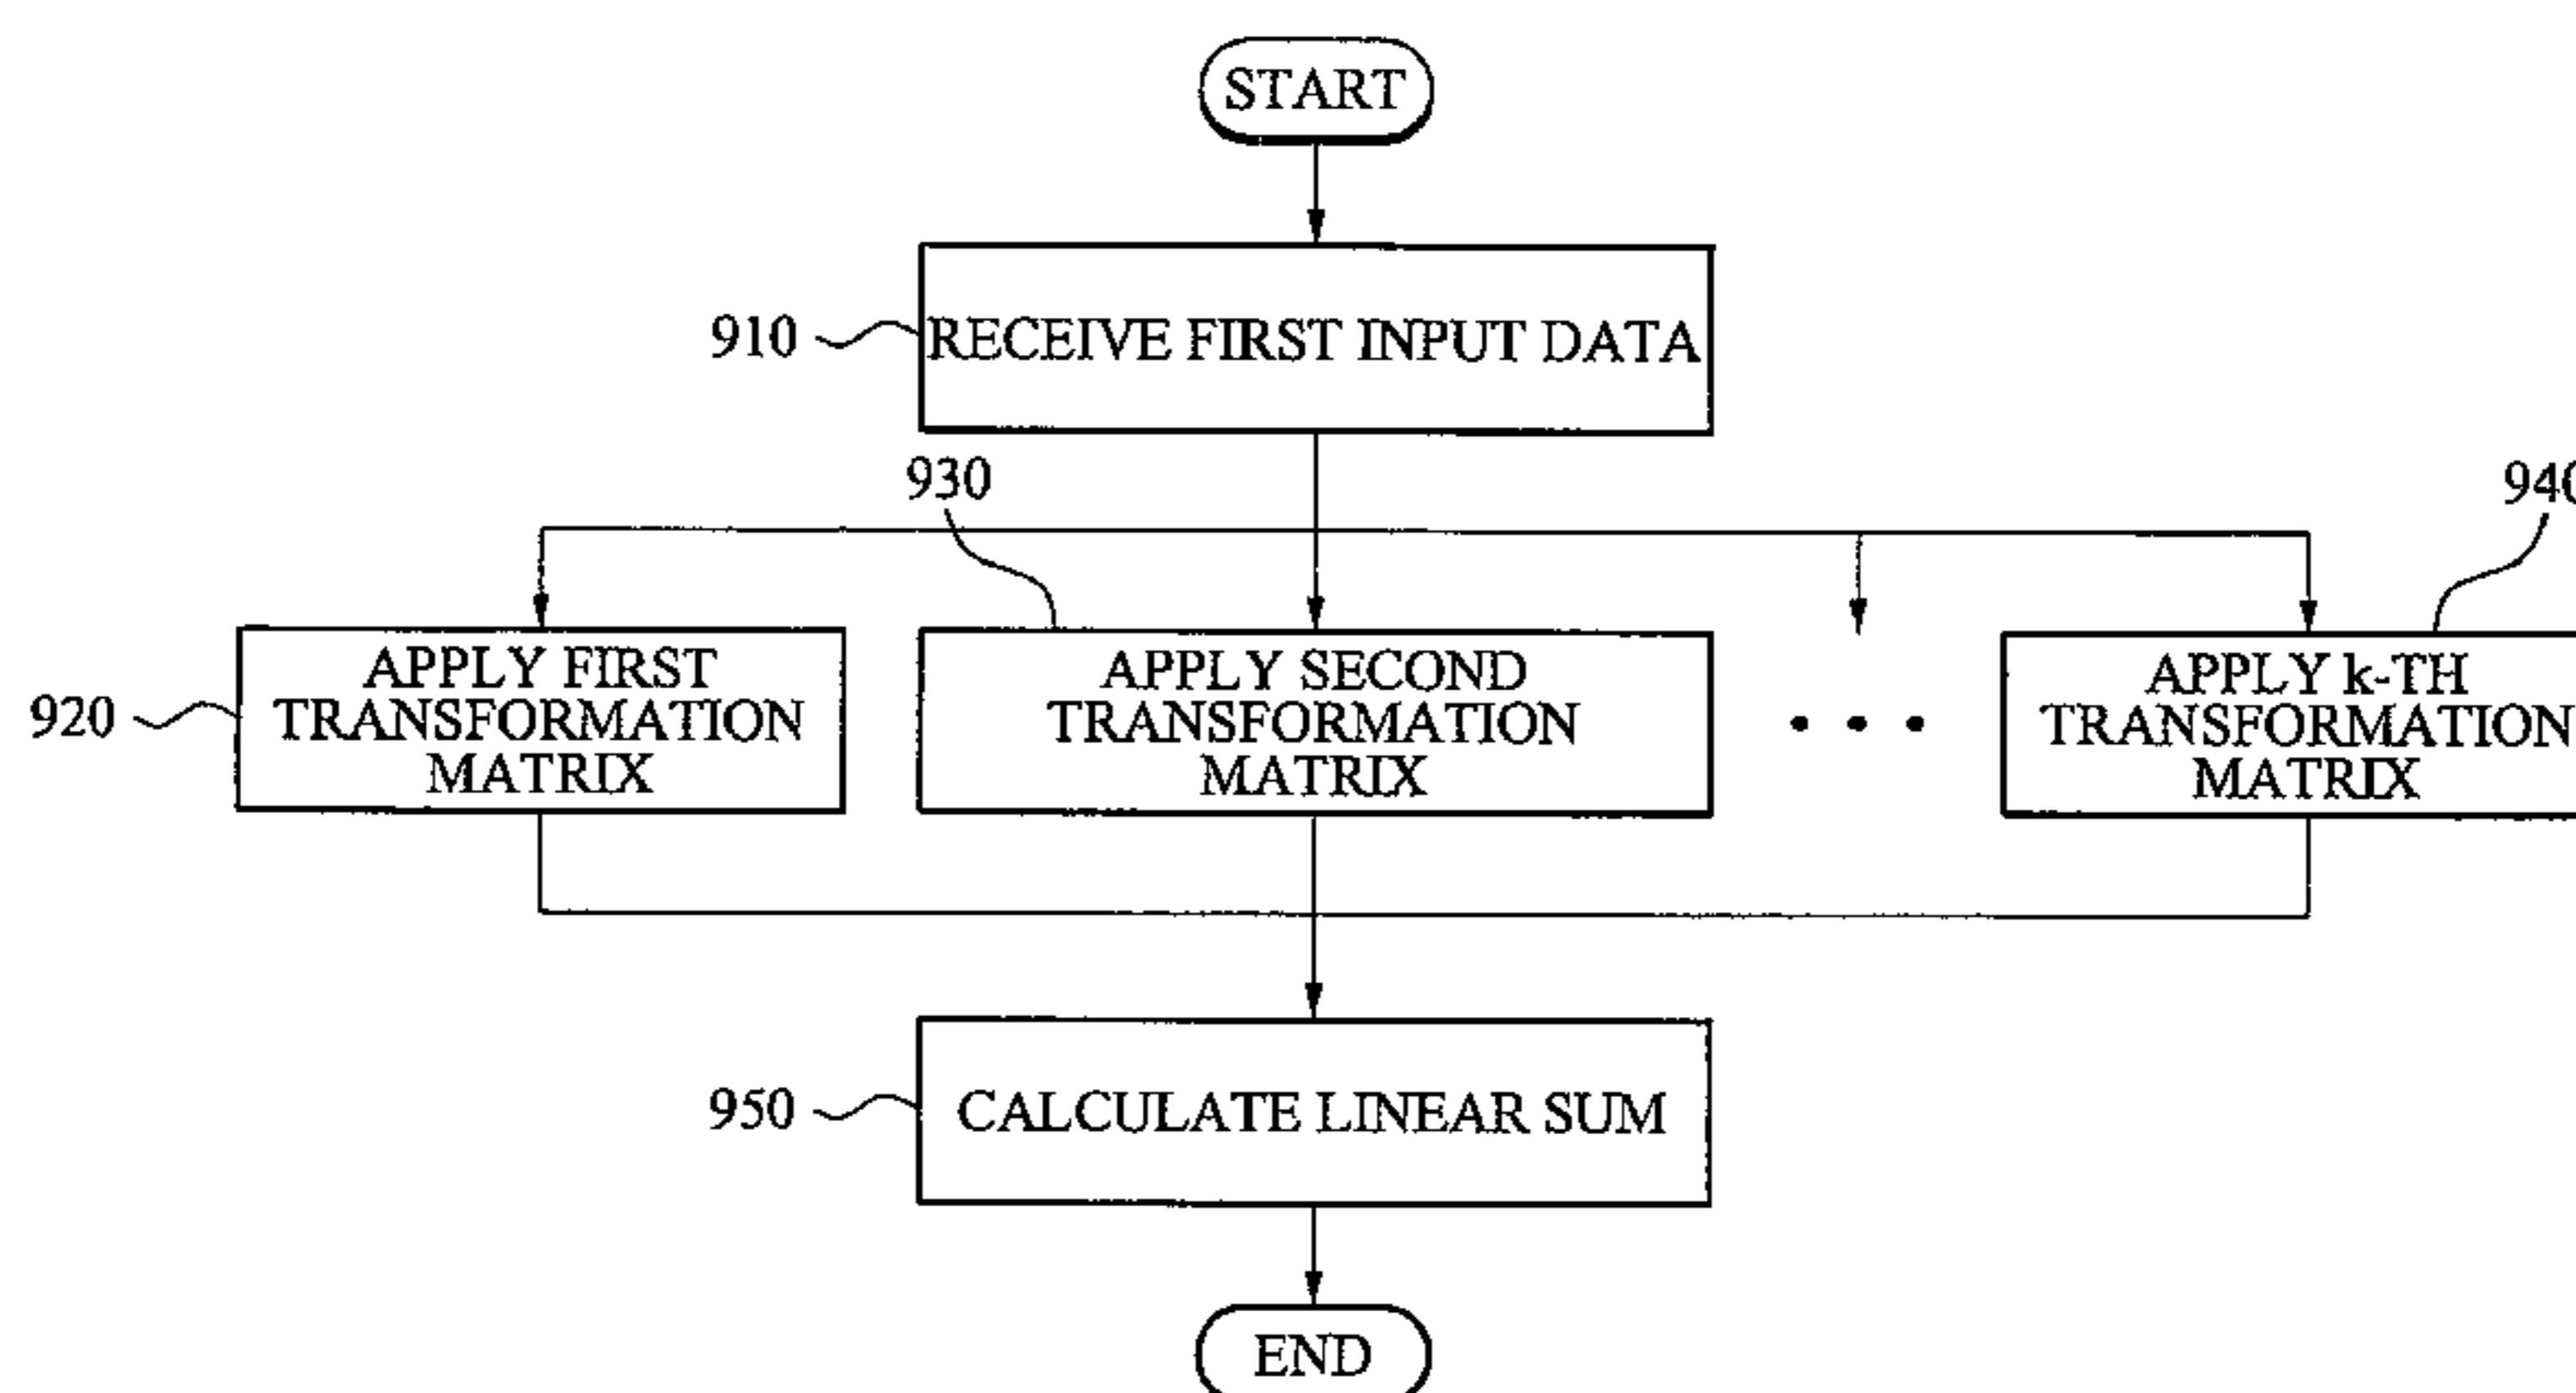 START
910
RECEIVE FIRST INPUT DATA
930
940
920
APPLY FIRST
TRANSFORMATION
MATRIX
APPLY SECOND
TRANSFORMATION
MATRIX
• • •
APPLY k-TH
TRANSFORMATION
MATRIX
950
CALCULATE LINEAR SUM
END